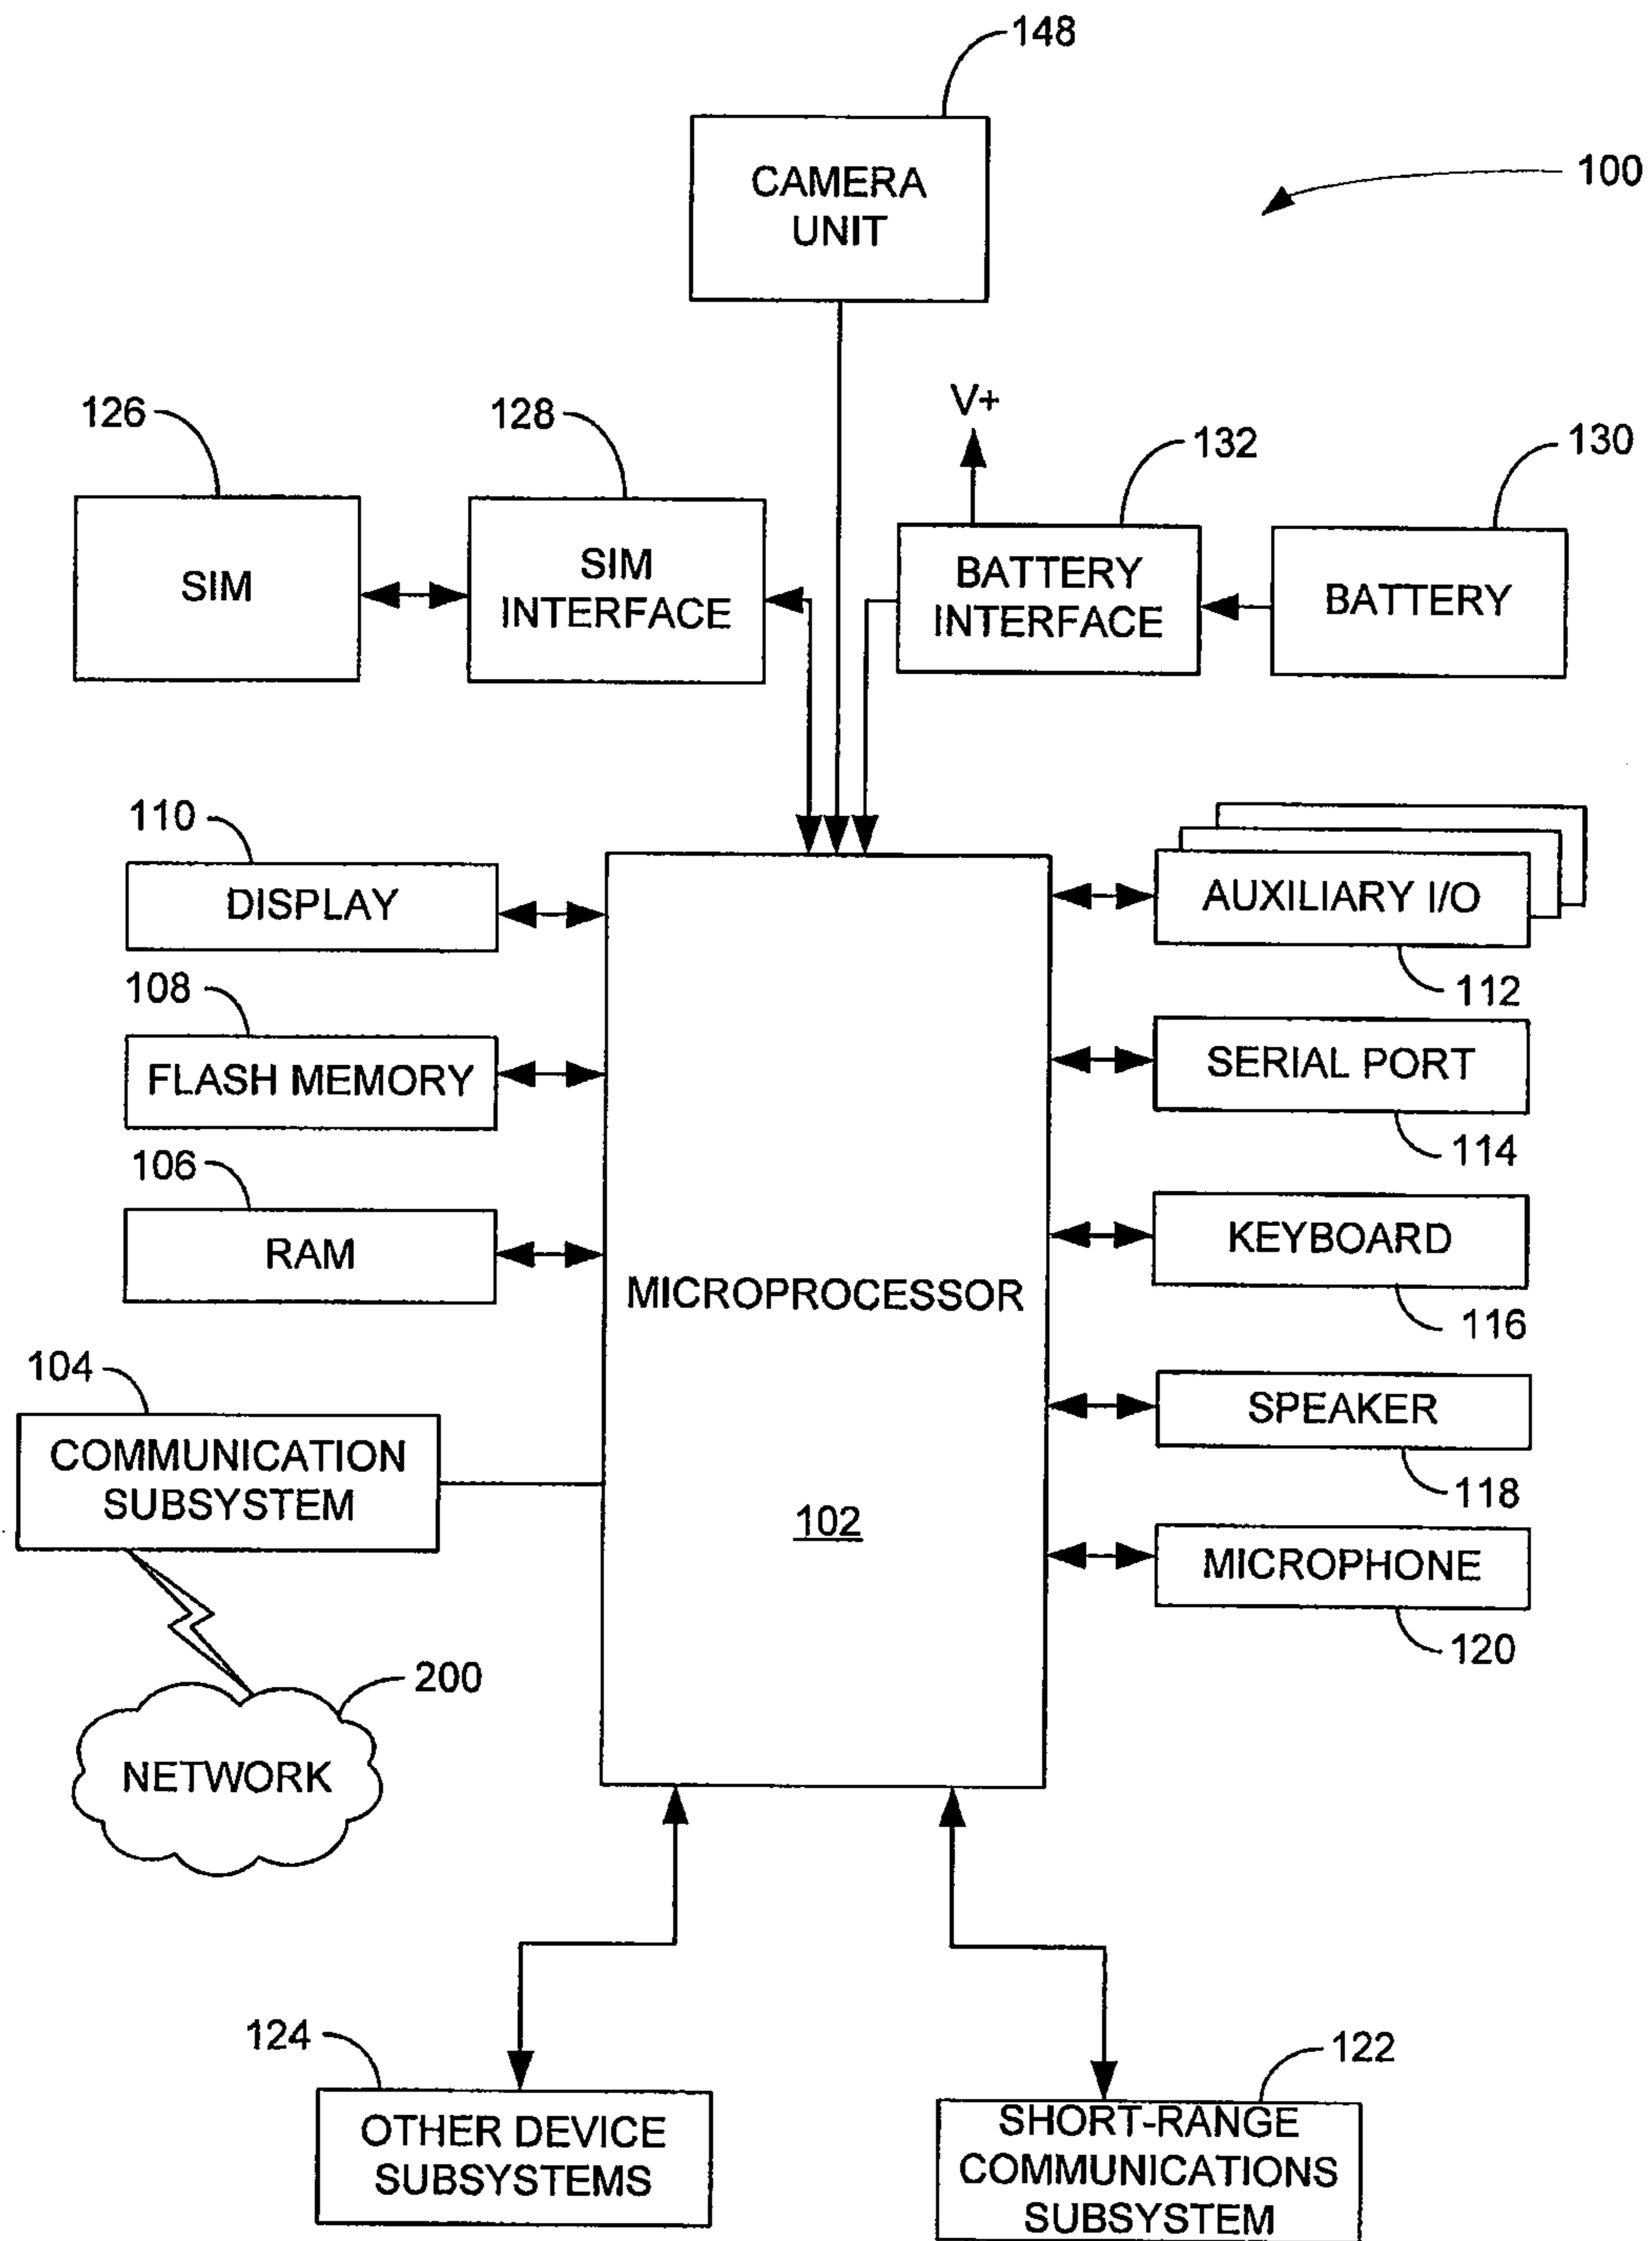 148
CAMERA
UNIT
100
V+
126
128
132
130
SIM
SIM
INTERFACE
BATTERY
INTERFACE
BATTERY
110
DISPLAY
AUXILIARY I/O
112
108
FLASH MEMORY
SERIAL PORT
114
106
RAM
KEYBOARD
116
MICROPROCESSOR
102
104
COMMUNICATION
SUBSYSTEM
SPEAKER
118
MICROPHONE
120
200
NETWORK
124
OTHER DEVICE
SUBSYSTEMS
122
SHORT-RANGE
COMMUNICATIONS
SUBSYSTEM